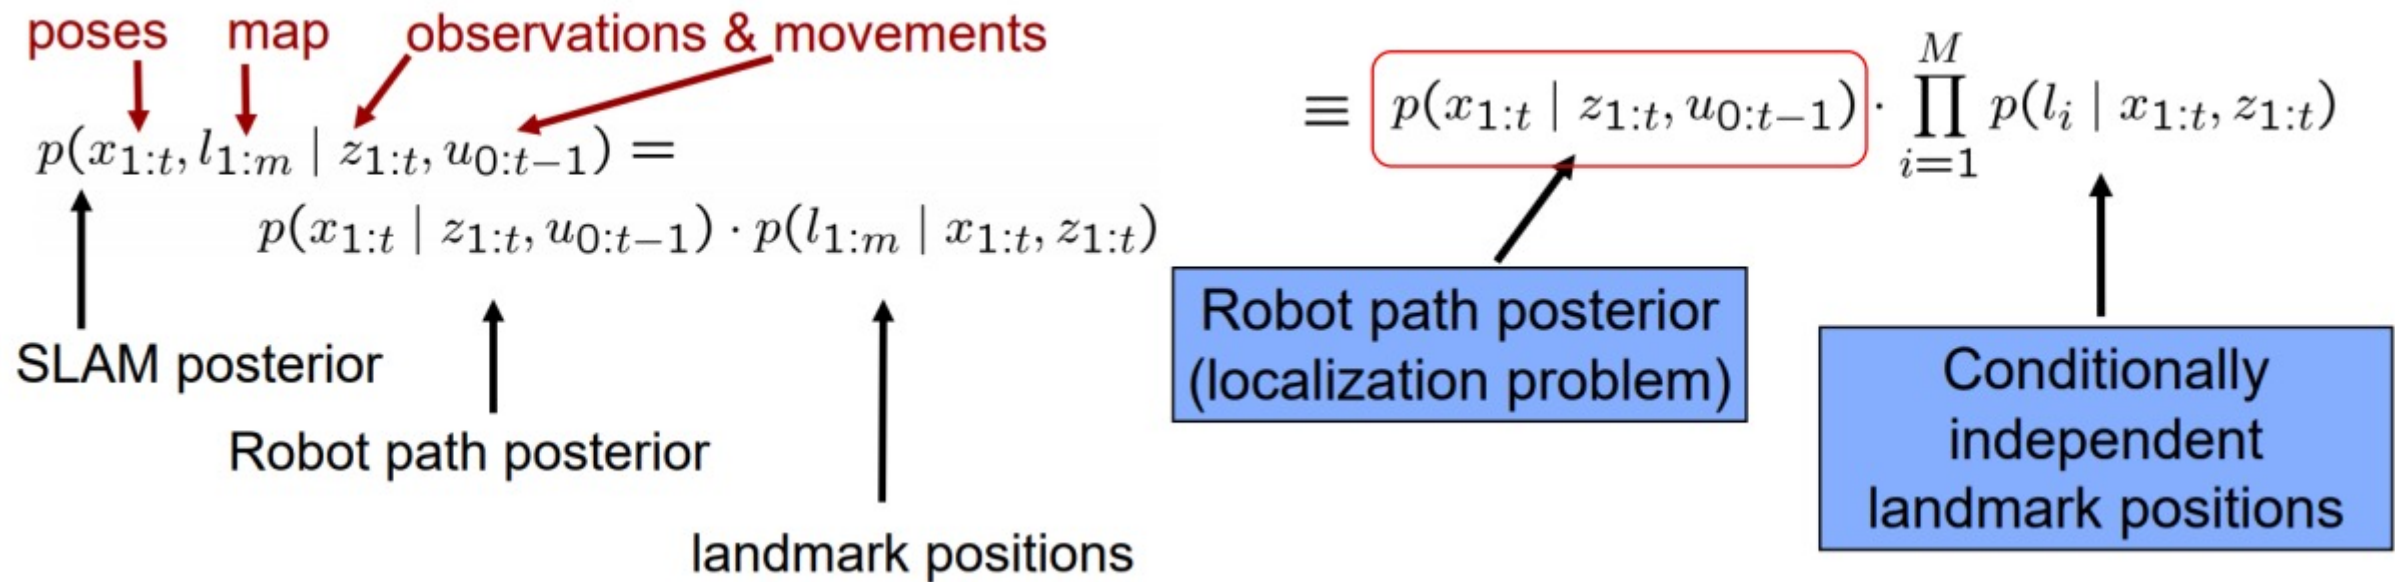 poses map observations & movements
p(x_{1:t}, l_{1:m} | z_{1:t}, u_{0:t-1}) =
p(x_{1:t} | z_{1:t}, u_{0:t-1}) · p(l_{1:m} | x_{1:t}, z_{1:t})
SLAM posterior
Robot path posterior
landmark positions
≡ p(x_{1:t} | z_{1:t}, u_{0:t-1}) · ∏_{i=1}^{M} p(l_i | x_{1:t}, z_{1:t})
Robot path posterior
(localization problem)
Conditionally
independent
landmark positions